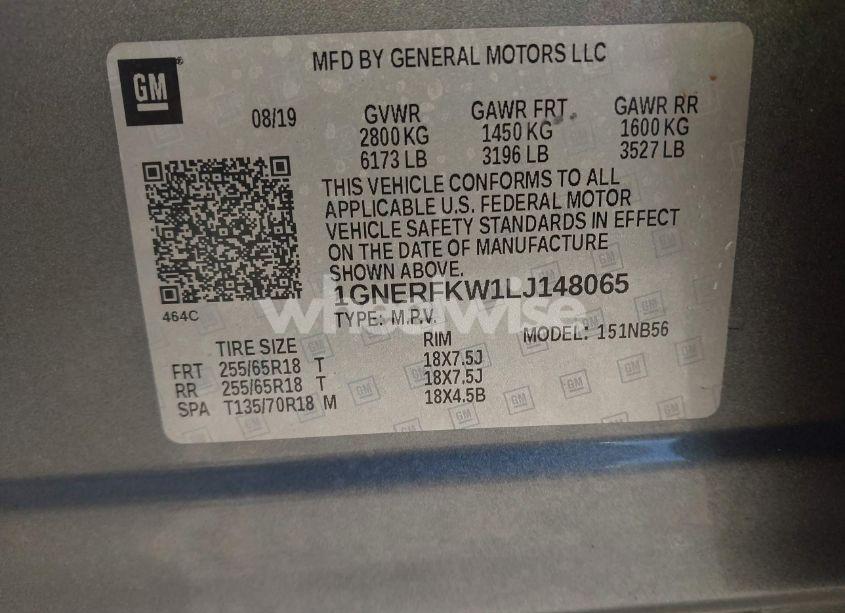 MFD BY GENERAL MOTORS LLC
GM
®
08/19
GVWR GAWR FRT GAWR RR
2800 KG 1450 KG 1600 KG
6173 LB 3196 LB 3527 LB
THIS VEHICLE CONFORMS TO ALL
APPLICABLE U.S. FEDERAL MOTOR
VEHICLE SAFETY STANDARDS IN EFFECT
ON THE DATE OF MANUFACTURE
SHOWN ABOVE.
464C
1GNERFKW1LJ148065
wheelwise
TYPE: M.P.V. MODEL: 151NB56
TIRE SIZE RIM
FRT 255/65R18 T 18X7.5J
RR 255/65R18 T 18X7.5J
SPA T135/70R18 M 18X4.5B